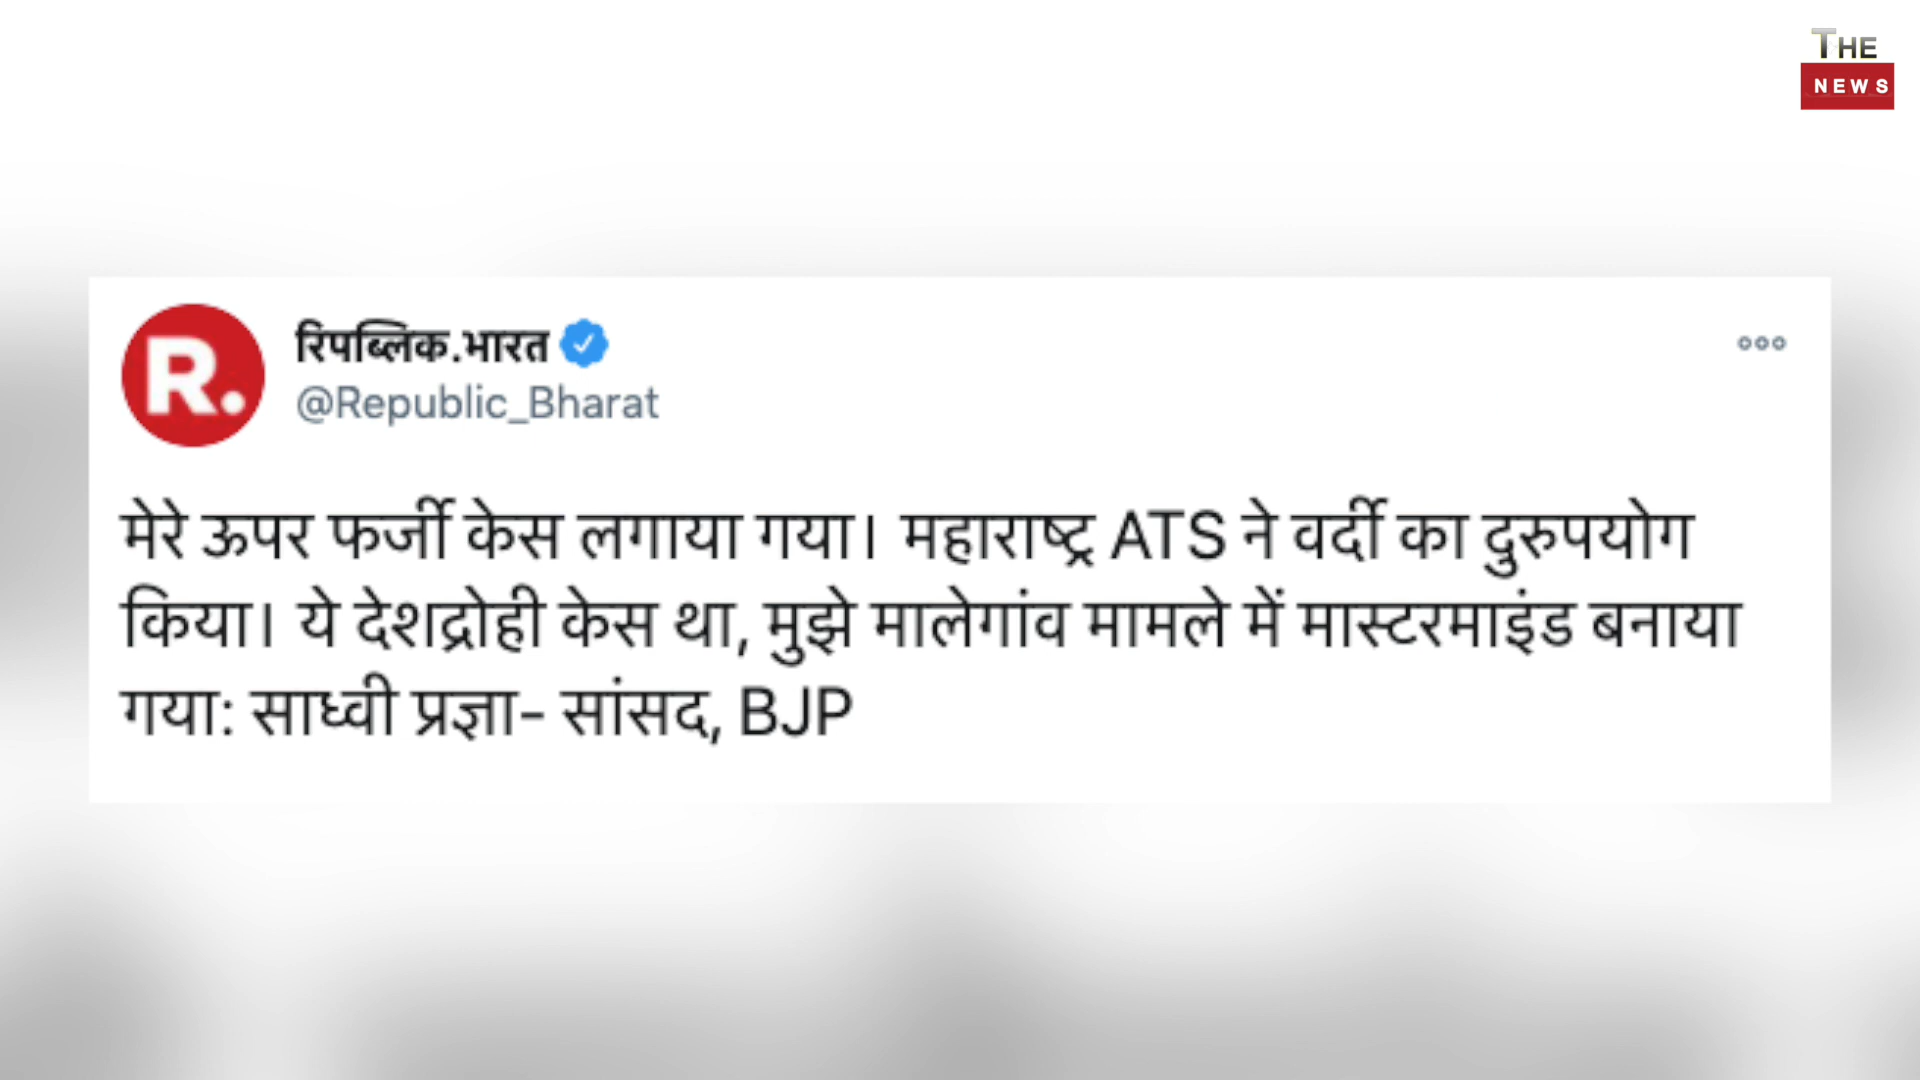 THE
NEWS
R.
रिपब्लिक.भारत
@Republic_Bharat
मेरे ऊपर फर्जी केस लगाया गया। महाराष्ट्र ATS ने वर्दी का दुरुपयोग
किया। ये देशद्रोही केस था, मुझे मालेगांव मामले में मास्टरमाइंड बनाया
गया: साध्वी प्रज्ञा- सांसद, BJP